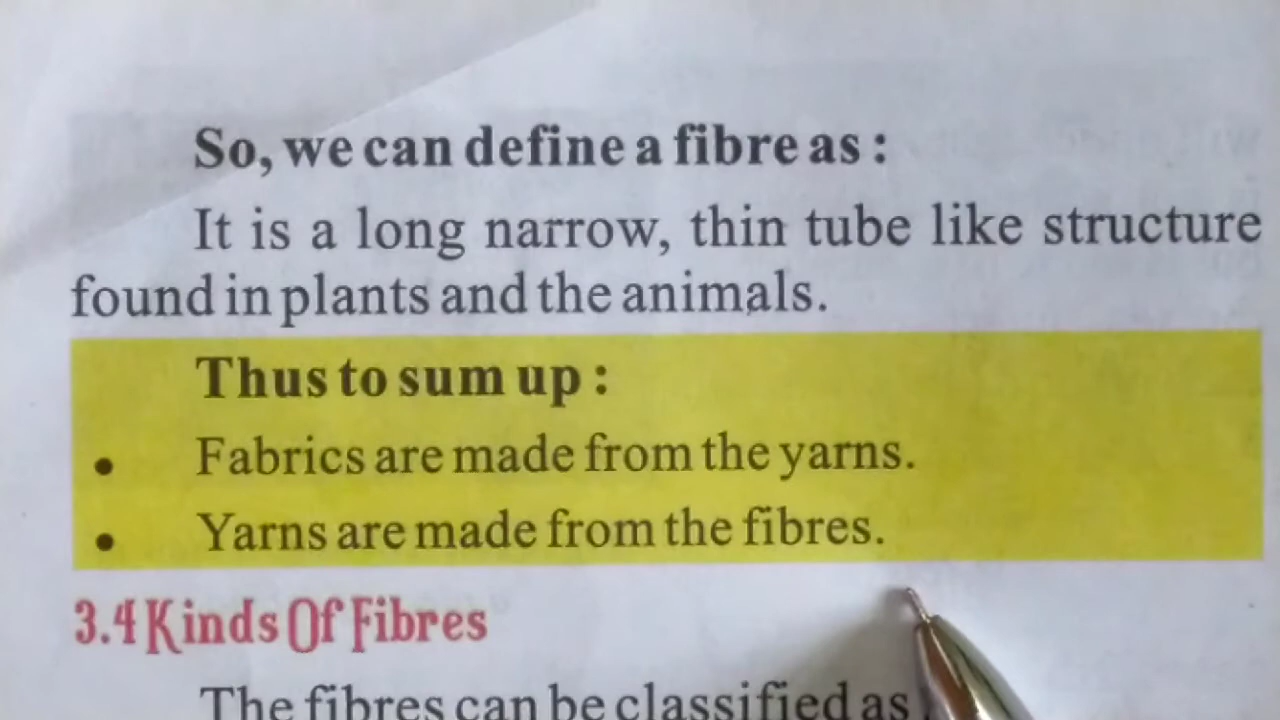 So, we can define a fibre as :
It is a long narrow, thin tube like structure
found in plants and the animals.
Thus to sum up :
• Fabrics are made from the yarns.
• Yarns are made from the fibres.
3.4 Kinds Of Fibres
The fibres can be classified as